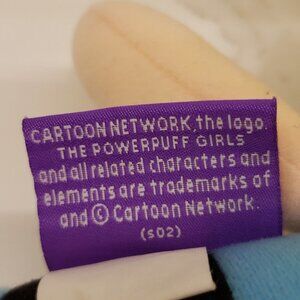 CARTOON NETWORK, the logo.
THE POWERPUFF GIRLS
and all related characters and
elements are trademarks of
and © Cartoon Network.
(s02)